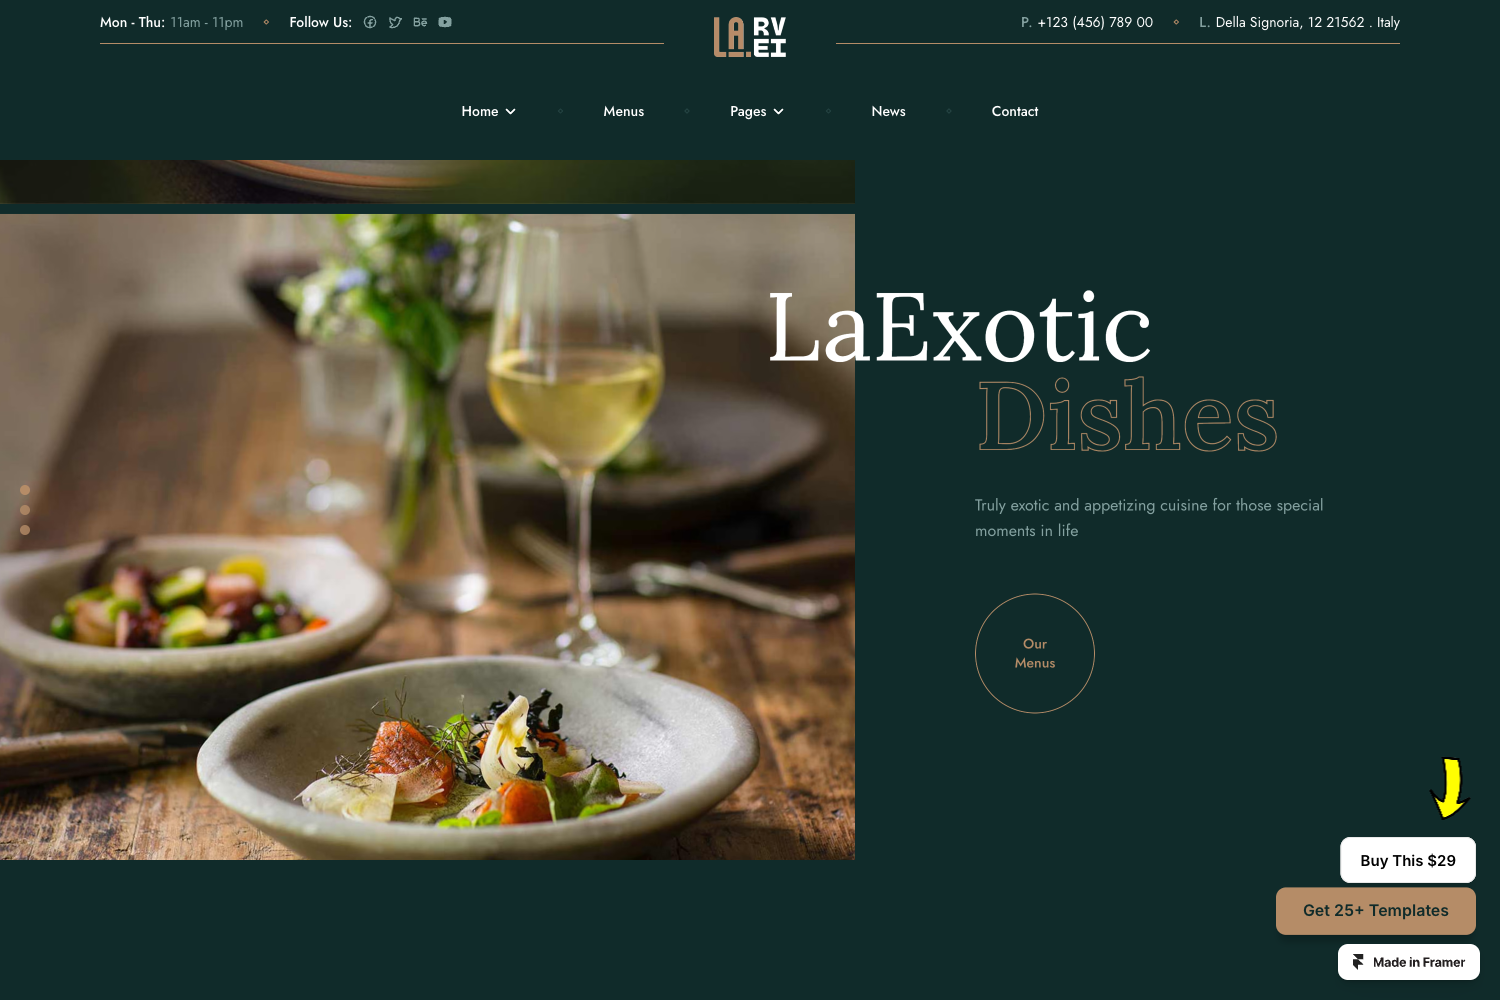 Mon - Thu: 11am - 11pm
Follow Us:
LA.RVEI
P. +123 (456) 789 00
L. Della Signoria, 12 21562 . Italy
Home
Menus
Pages
News
Contact
LaExotic
Dishes
Truly exotic and appetizing cuisine for those special
moments in life
Our
Menus
Buy This $29
Get 25+ Templates
Made in Framer